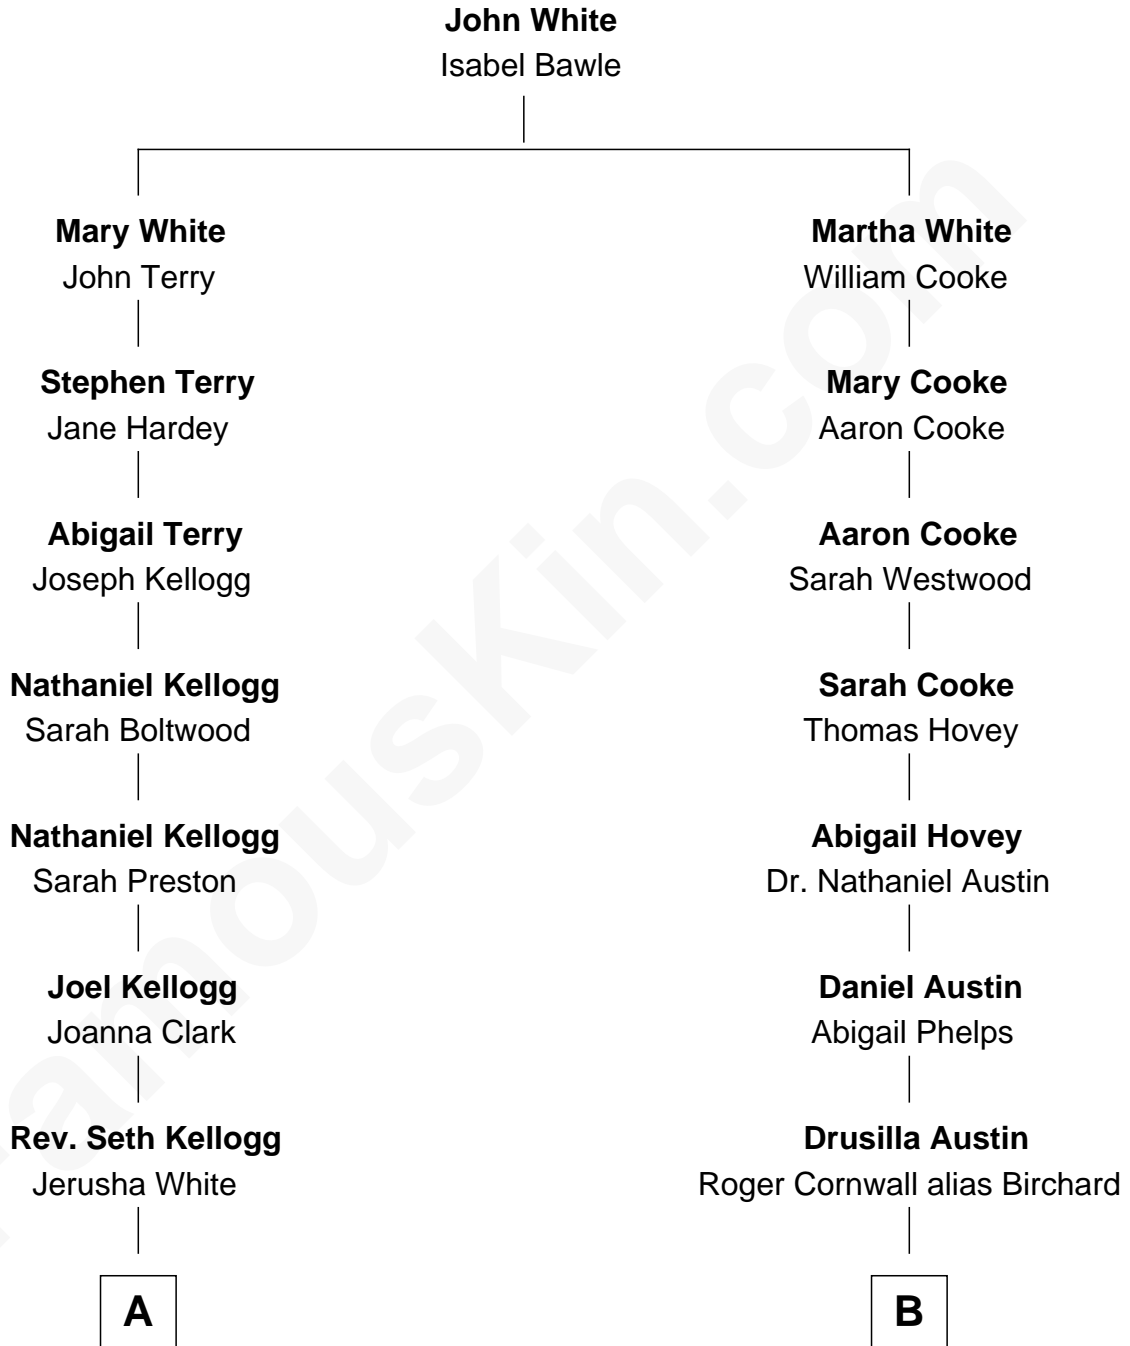 John White
Isabel Bawle
Mary White
John Terry
Martha White
William Cooke
Stephen Terry
Jane Hardey
Mary Cooke
Aaron Cooke
Abigail Terry
Joseph Kellogg
Aaron Cooke
Sarah Westwood
Nathaniel Kellogg
Sarah Boltwood
Sarah Cooke
Thomas Hovey
Nathaniel Kellogg
Sarah Preston
Abigail Hovey
Dr. Nathaniel Austin
Joel Kellogg
Joanna Clark
Daniel Austin
Abigail Phelps
Rev. Seth Kellogg
Jerusha White
Drusilla Austin
Roger Cornwall alias Birchard
A
B
FamousKin.com